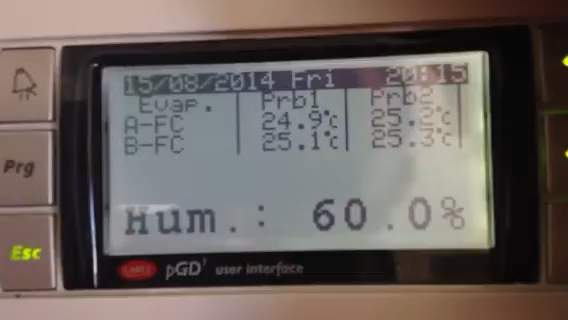 15/08/2014 Fri 20:15
Evap. Prb1 Prb2
A-FC 24.9°c 25.2°c
B-FC 25.1°c 25.3°c
Hum.: 60.0%
Prg
Esc
CAREL pGD1 user interface